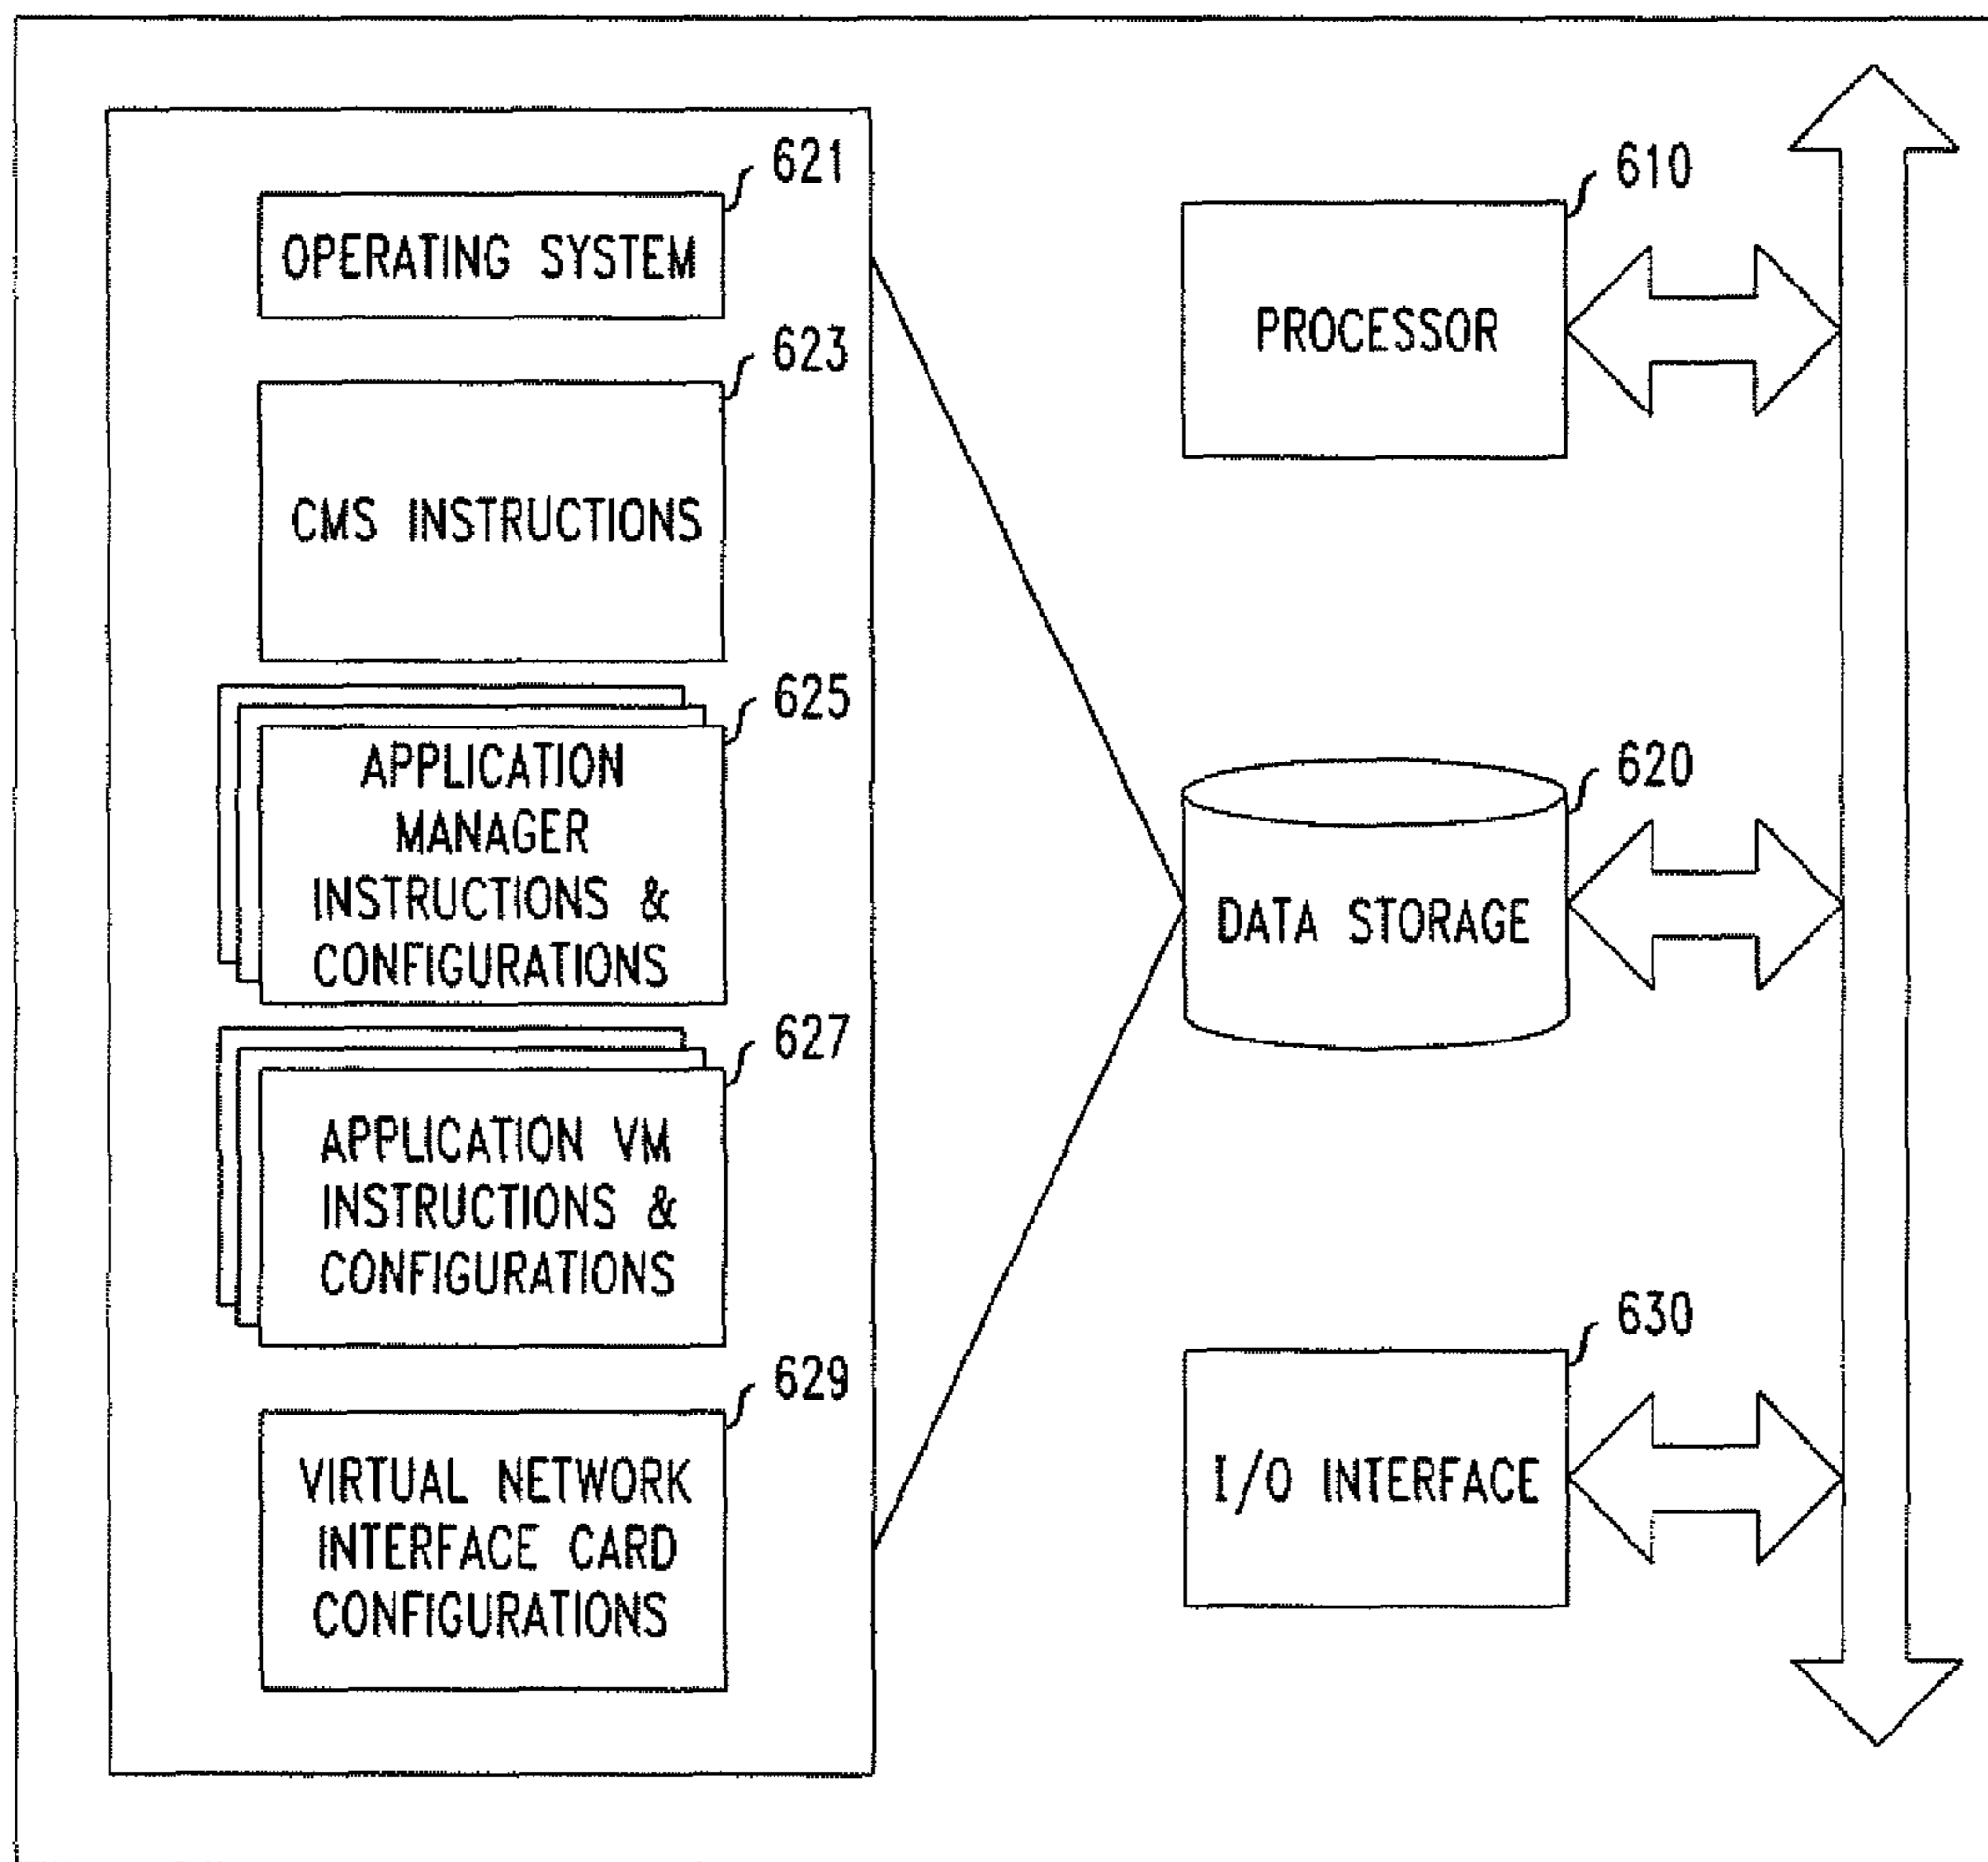 621
OPERATING SYSTEM
623
CMS INSTRUCTIONS
625
APPLICATION
MANAGER
INSTRUCTIONS &
CONFIGURATIONS
627
APPLICATION VM
INSTRUCTIONS &
CONFIGURATIONS
629
VIRTUAL NETWORK
INTERFACE CARD
CONFIGURATIONS
610
PROCESSOR
620
DATA STORAGE
630
I/O INTERFACE